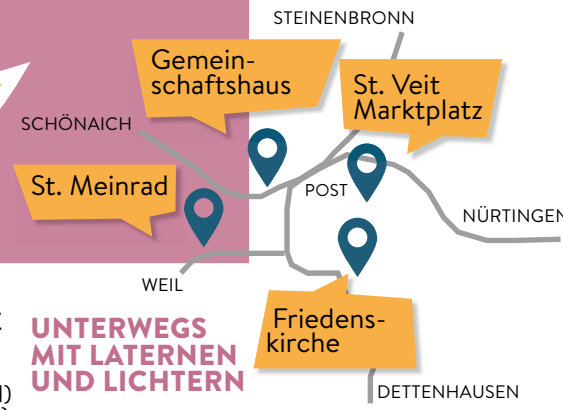 STEINENBRONN
Gemein-
schaftshaus
St. Veit
Marktplatz
SCHÖNAICH
St. Meinrad
POST
NÜRTINGEN
WEIL
Friedens-
kirche
UNTERWEGS
MIT LATERNEN
UND LICHTERN
DETTENHAUSEN